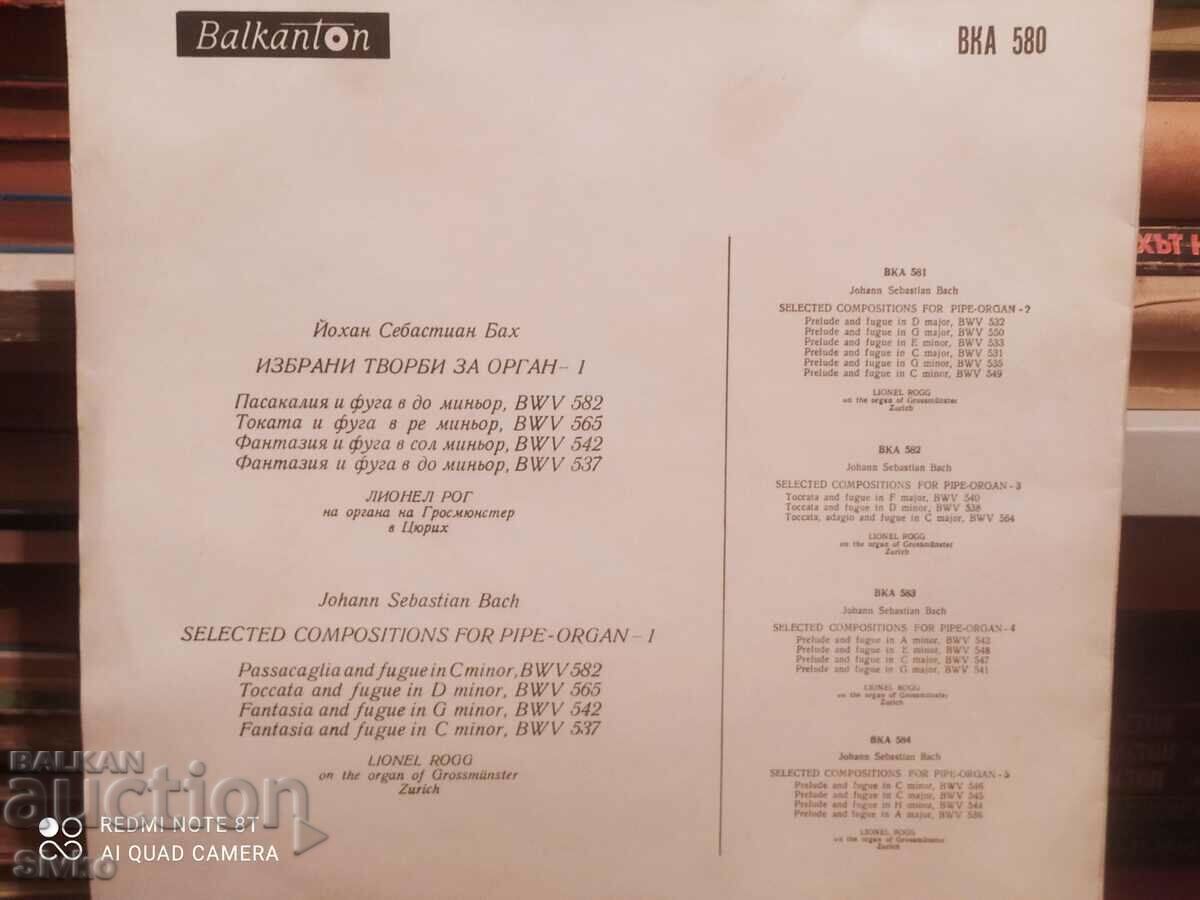 Balkanton
ВКА 580
Йохан Себастиан Бах
ИЗБРАНИ ТВОРБИ ЗА ОРГАН – 1
Пасакалия и фуга в до миньор, BWV 582
Токата и фуга в ре миньор, BWV 565
Фантазия и фуга в сол миньор, BWV 542
Фантазия и фуга в до миньор, BWV 537
ЛИОНЕЛ РОГ
на органа на Гросмюнстер
в Цюрих
Johann Sebastian Bach
SELECTED COMPOSITIONS FOR PIPE-ORGAN – 1
Passacaglia and fugue in C minor, BWV 582
Toccata and fugue in D minor, BWV 565
Fantasia and fugue in G minor, BWV 542
Fantasia and fugue in C minor, BWV 537
LIONEL ROGG
on the organ of Grossmünster
Zurich
ВКА 581
Johann Sebastian Bach
SELECTED COMPOSITIONS FOR PIPE-ORGAN - 2
Prelude and fugue in D major, BWV 532
Prelude and fugue in G major, BWV 550
Prelude and fugue in E minor, BWV 533
Prelude and fugue in C major, BWV 531
Prelude and fugue in G minor, BWV 535
Prelude and fugue in C minor, BWV 549
LIONEL ROGG
on the organ of Grossmünster
Zurich
ВКА 582
Johann Sebastian Bach
SELECTED COMPOSITIONS FOR PIPE-ORGAN - 3
Toccata and fugue in F major, BWV 540
Toccata and fugue in D minor, BWV 538
Toccata, adagio and fugue in C major, BWV 564
LIONEL ROGG
on the organ of Grossmünster
Zurich
ВКА 583
Johann Sebastian Bach
SELECTED COMPOSITIONS FOR PIPE-ORGAN - 4
Prelude and fugue in A minor, BWV 543
Prelude and fugue in E minor, BWV 548
Prelude and fugue in C major, BWV 547
Prelude and fugue in G major, BWV 541
LIONEL ROGG
on the organ of Grossmünster
Zurich
ВКА 584
Johann Sebastian Bach
SELECTED COMPOSITIONS FOR PIPE-ORGAN - 5
Prelude and fugue in C minor, BWV 546
Prelude and fugue in C major, BWV 545
Prelude and fugue in H minor, BWV 544
Prelude and fugue in A major, BWV 536
LIONEL ROGG
on the organ of Grossmünster
Zurich
BALKAN
auction
REDMI NOTE 8T
AI QUAD CAMERA
Sivko